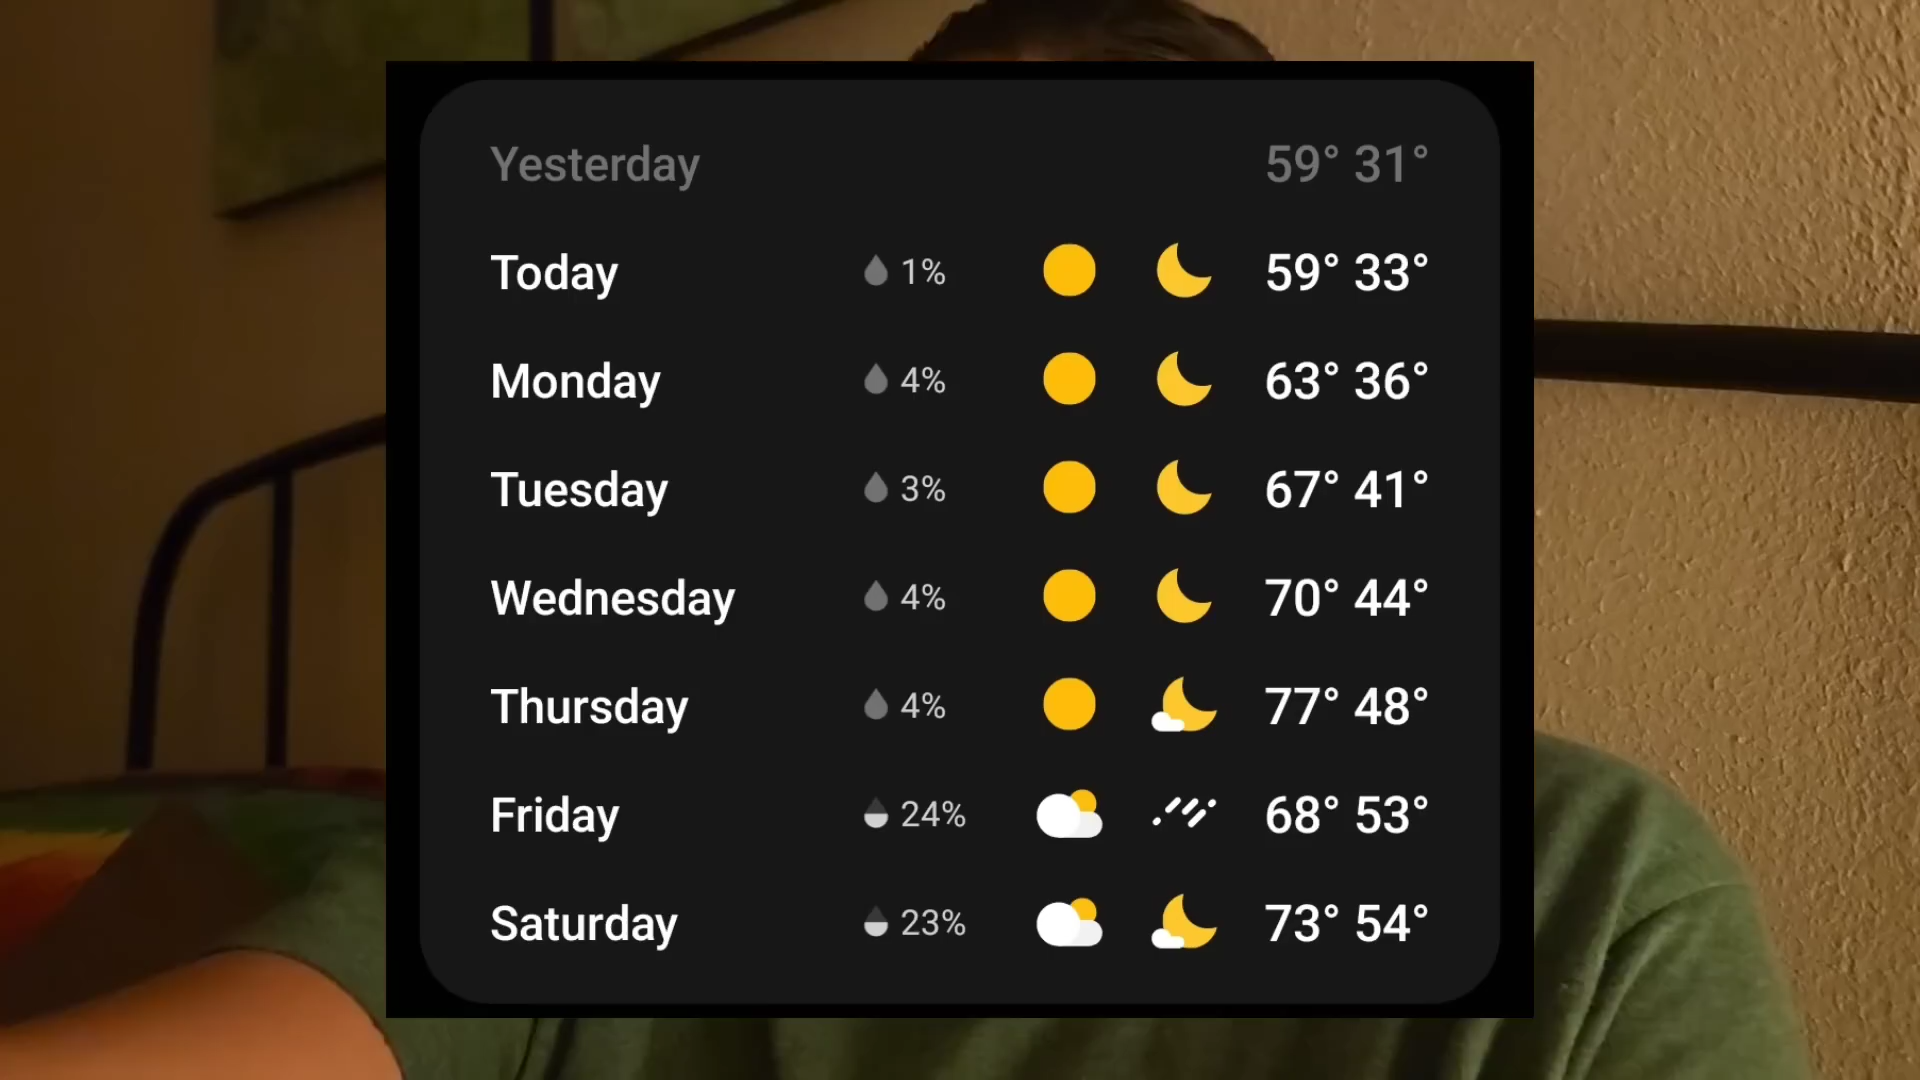 Yesterday 59° 31°
Today 1% 59° 33°
Monday 4% 63° 36°
Tuesday 3% 67° 41°
Wednesday 4% 70° 44°
Thursday 4% 77° 48°
Friday 24% 68° 53°
Saturday 23% 73° 54°